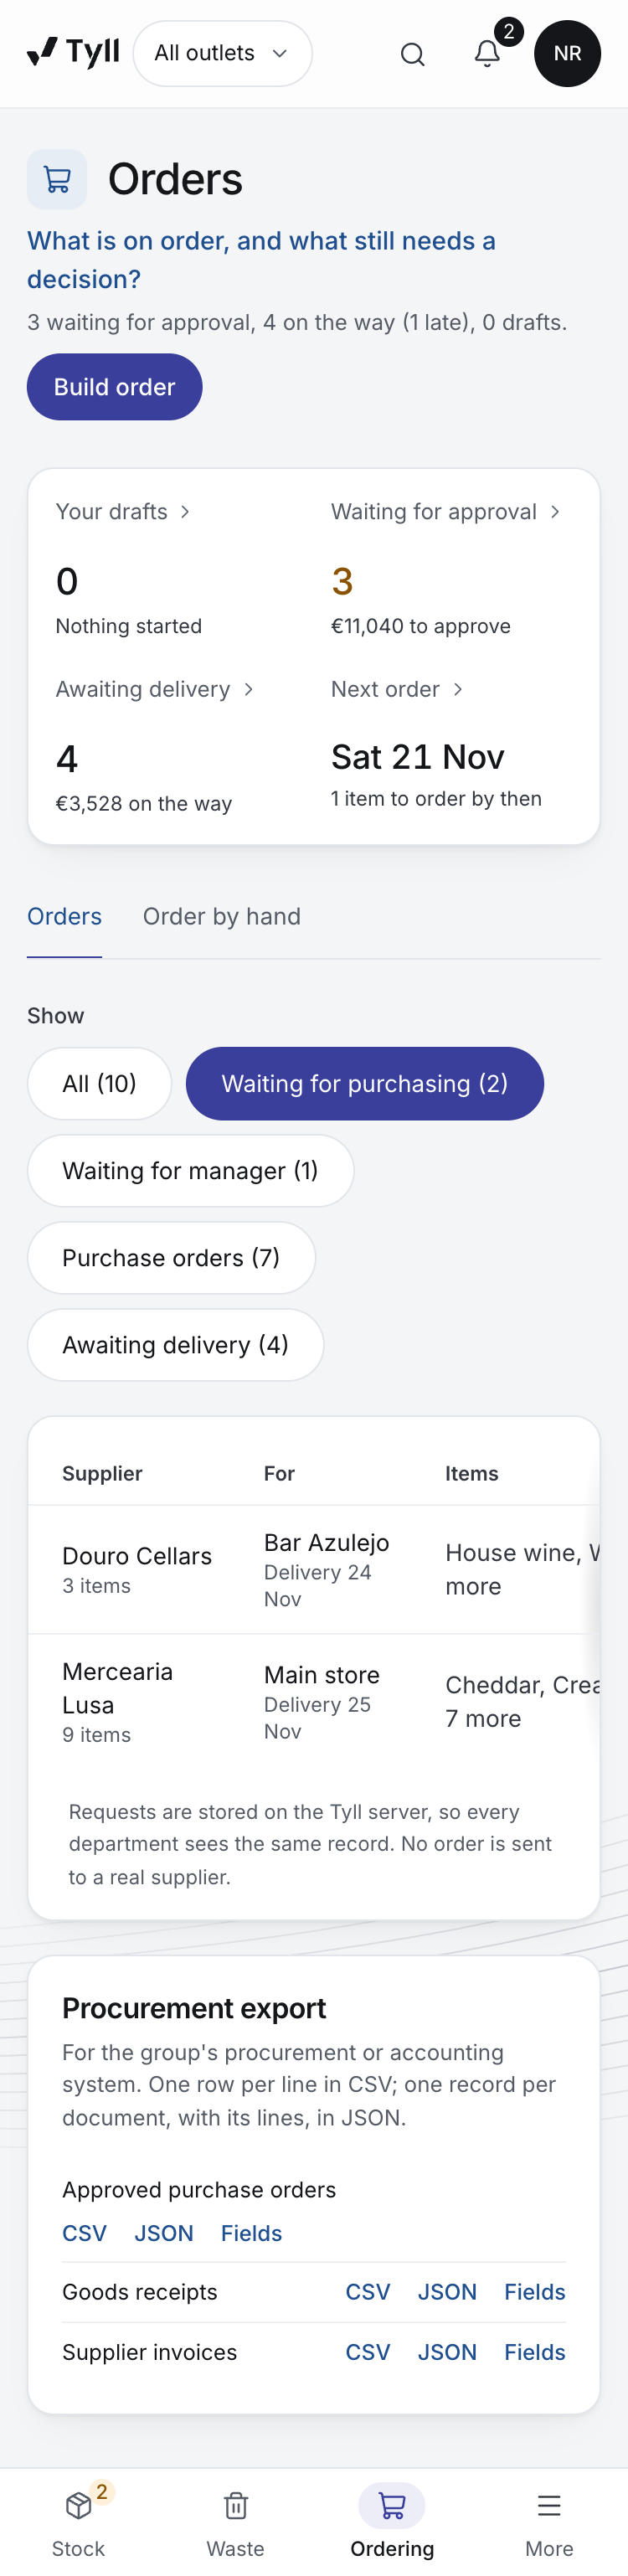 Tyll
All outlets
2
NR
Orders
What is on order, and what still needs a
decision?
3 waiting for approval, 4 on the way (1 late), 0 drafts.
Build order
Your drafts
Waiting for approval
0
3
Nothing started
€11,040 to approve
Awaiting delivery
Next order
4
Sat 21 Nov
€3,528 on the way
1 item to order by then
Orders
Order by hand
Show
All (10)
Waiting for purchasing (2)
Waiting for manager (1)
Purchase orders (7)
Awaiting delivery (4)
Supplier
For
Items
Douro Cellars
3 items
Bar Azulejo
Delivery 24
Nov
House wine,
more
Mercearia
Lusa
9 items
Main store
Delivery 25
Nov
Cheddar,
7 more
Requests are stored on the Tyll server, so every
department sees the same record. No order is sent
to a real supplier.
Procurement export
For the group's procurement or accounting
system. One row per line in CSV; one record per
document, with its lines, in JSON.
Approved purchase orders
CSV JSON Fields
Goods receipts CSV JSON Fields
Supplier invoices CSV JSON Fields
2
Stock
Waste
Ordering
More